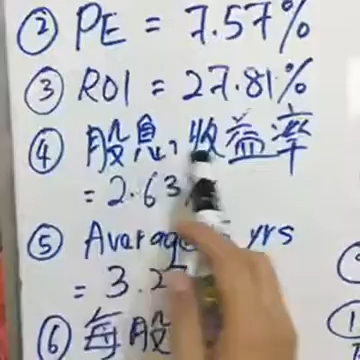 ② PE = 7.57%
③ ROI = 27.81%
④ 股息,收益率
= 2.63
⑤ Avarage yrs
= 3.2
⑥ 每股
①